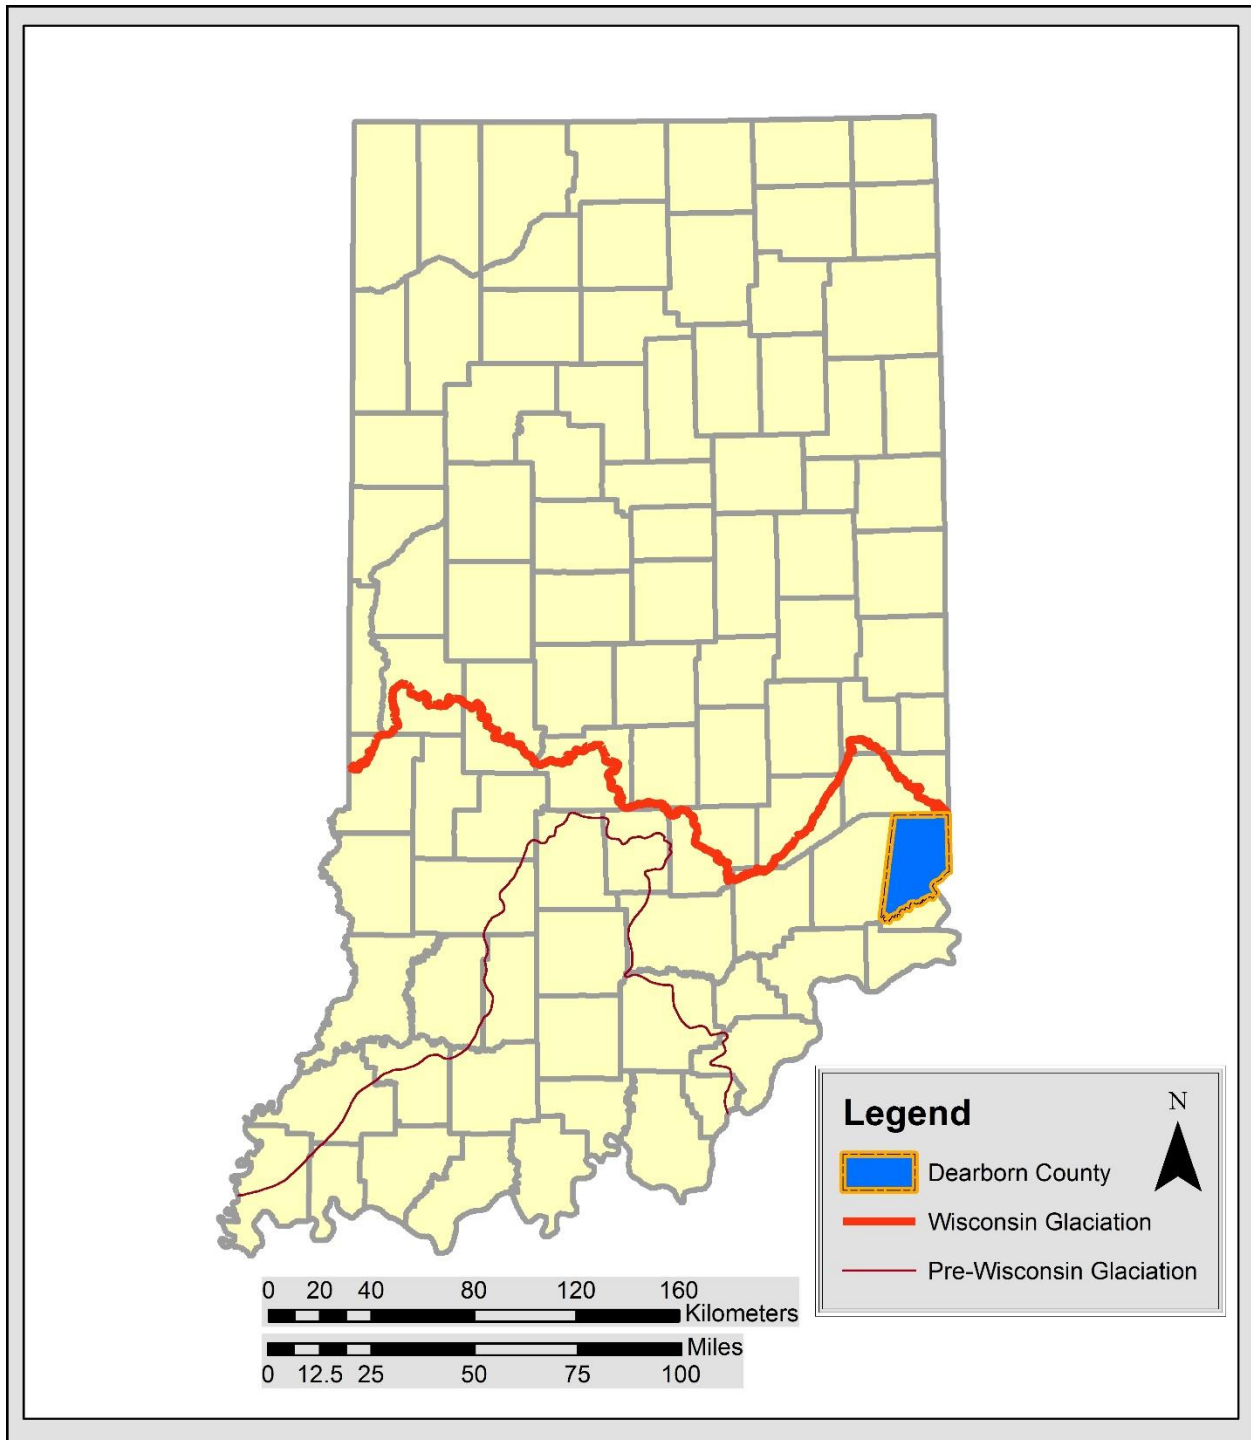 Legend
N
Dearborn County
Wisconsin Glaciation
Pre-Wisconsin Glaciation
0 20 40 80 120 160
Kilometers
Miles
0 12.5 25 50 75 100